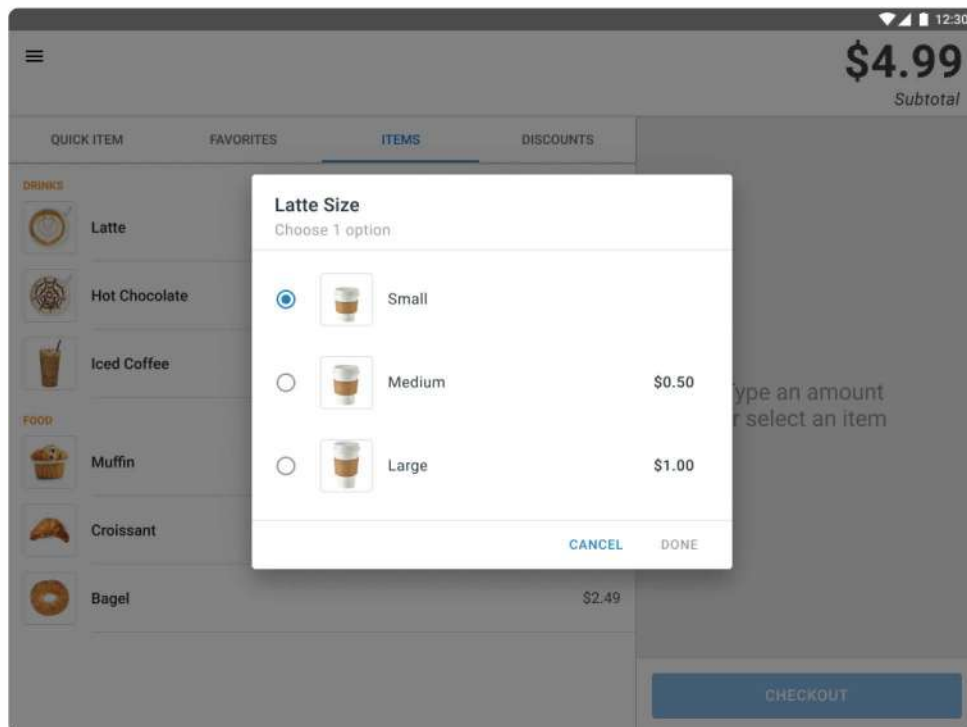 12:30
$4.99
Subtotal
QUICK ITEM FAVORITES ITEMS DISCOUNTS
DRINKS
Latte
Hot Chocolate
Iced Coffee
FOOD
Muffin
Croissant
Bagel $2.49
Latte Size
Choose 1 option
Small
Medium $0.50
Large $1.00
CANCEL DONE
ype an amount
r select an item
CHECKOUT